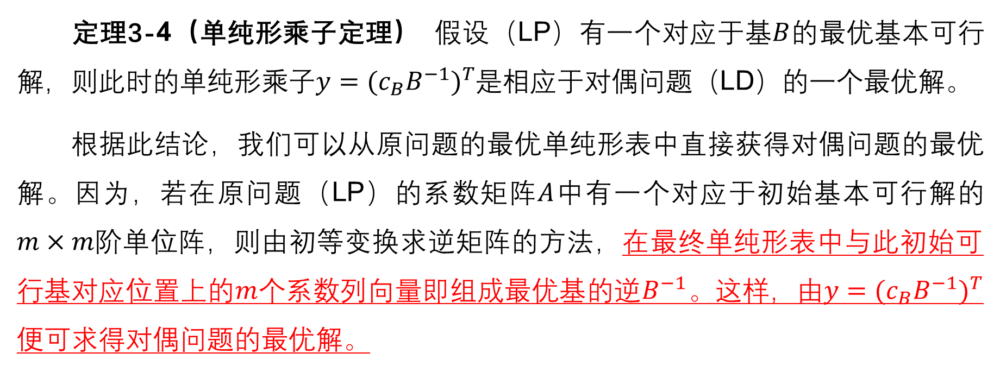 定理3-4（单纯形乘子定理） 假设（LP）有一个对应于基B的最优基本可行
解，则此时的单纯形乘子y = (c_B B^{-1})^T是相应于对偶问题（LD）的一个最优解。
根据此结论，我们可以从原问题的最优单纯形表中直接获得对偶问题的最优
解。因为，若在原问题（LP）的系数矩阵A中有一个对应于初始基本可行解的
m × m阶单位阵，则由初等变换求逆矩阵的方法，在最终单纯形表中与此初始可
行基对应位置上的m个系数列向量即组成最优基的逆B^{-1}。这样，由y = (c_B B^{-1})^T
便可求得对偶问题的最优解。